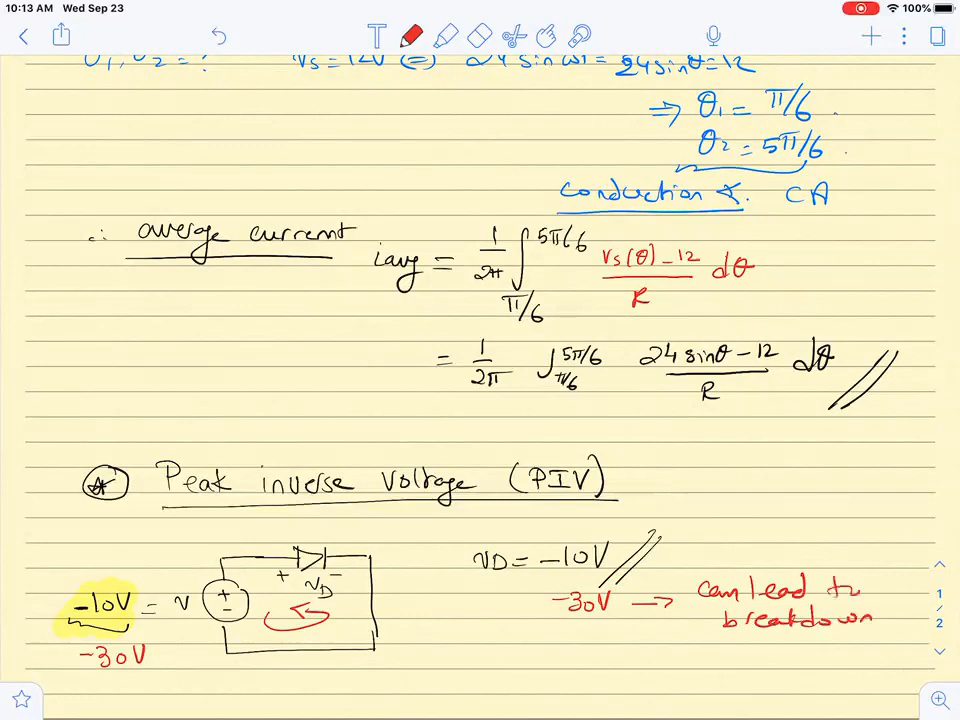 10:13 AM Wed Sep 23
100%
θ1, θ2 = ? Vs = 12V (=) 24 sin ωt = 24 sinθ = 12
⇒ θ1 = π/6
θ2 = 5π/6
conduction ∢. CA
∴ average current iavg = 1/2π ∫π/6^5π/6 (Vs(θ) - 12)/R dθ
= 1/2π ∫π/6^5π/6 (24 sinθ - 12)/R dθ
* Peak inverse voltage (PIV)
+ VD - VD = -10V
-10V = V + - -30V → can lead to
breakdown
-30V
1/2